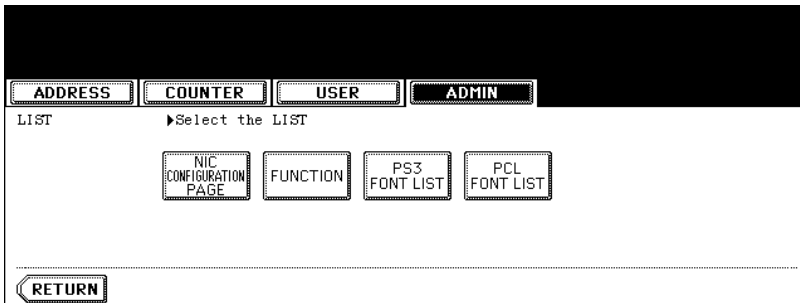 ADDRESS COUNTER USER ADMIN
LIST ▶Select the LIST
NIC CONFIGURATION PAGE
FUNCTION
PS3 FONT LIST
PCL FONT LIST
RETURN